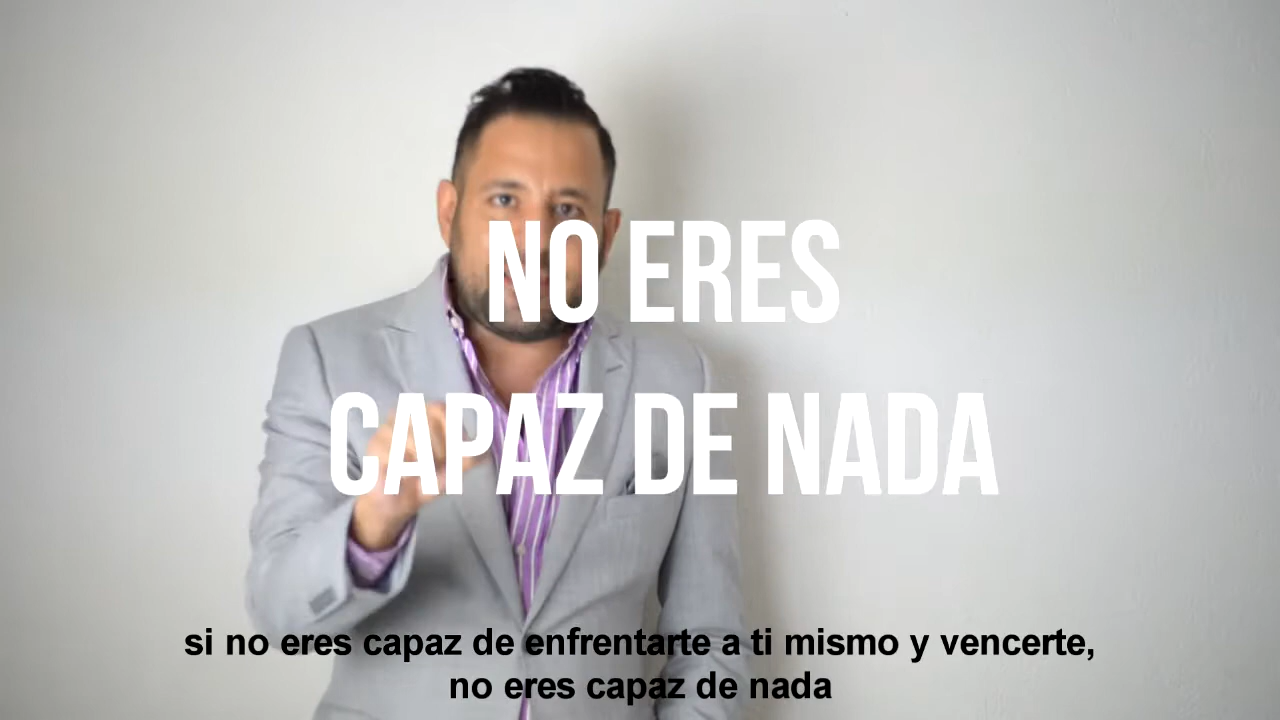 NO ERES
CAPAZ DE NADA
si no eres capaz de enfrentarte a ti mismo y vencerte,
no eres capaz de nada